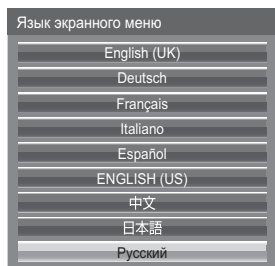 Язык экранного меню
English (UK)
Deutsch
Français
Italiano
Español
ENGLISH (US)
中文
日本語
Русский